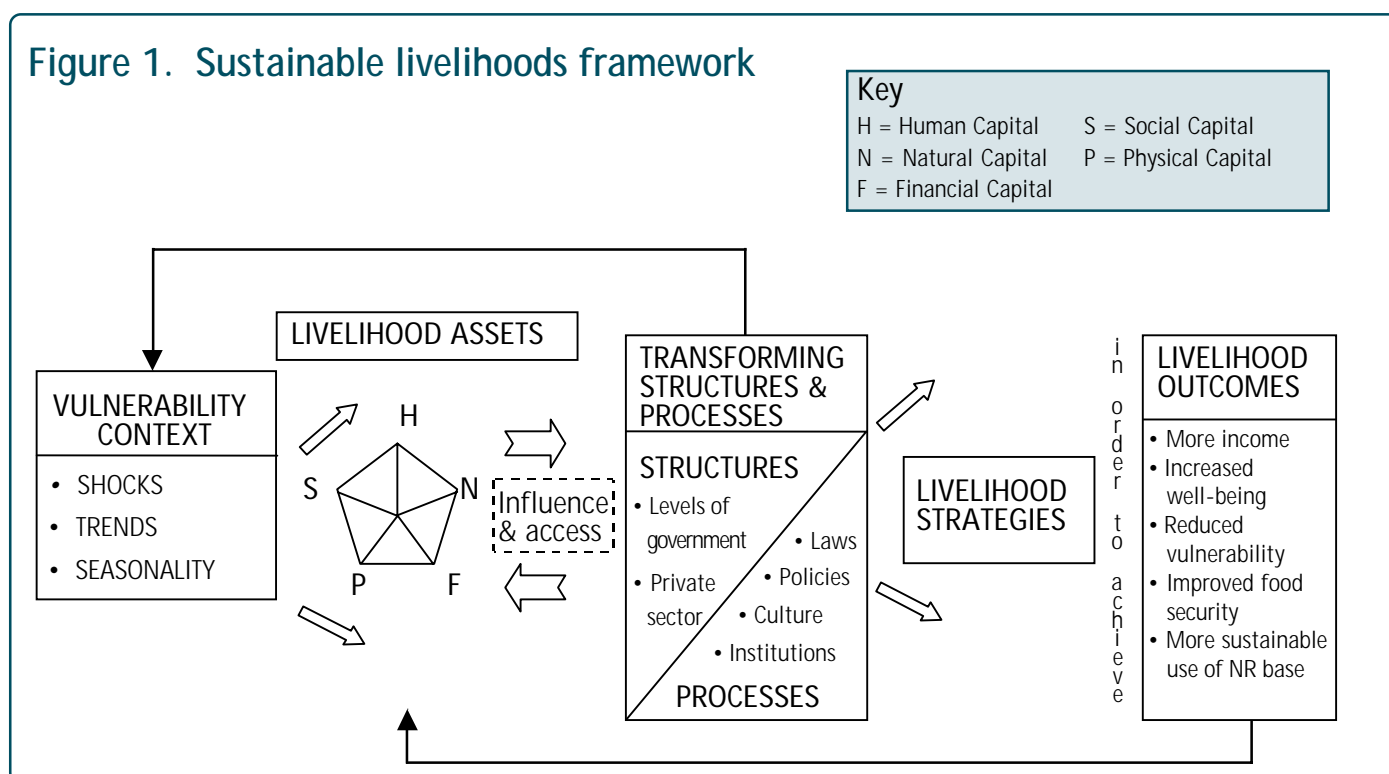 Figure 1. Sustainable livelihoods framework
Key
H = Human Capital
S = Social Capital
N = Natural Capital
P = Physical Capital
F = Financial Capital
LIVELIHOOD ASSETS
VULNERABILITY
CONTEXT
• SHOCKS
• TRENDS
• SEASONALITY
H
S
N
P
F
Influence
& access
TRANSFORMING
STRUCTURES &
PROCESSES
STRUCTURES
• Levels of
government
• Private
sector
• Laws
• Policies
• Culture
• Institutions
PROCESSES
LIVELIHOOD
STRATEGIES
in order to achieve
LIVELIHOOD
OUTCOMES
• More income
• Increased
well-being
• Reduced
vulnerability
• Improved food
security
• More sustainable
use of NR base